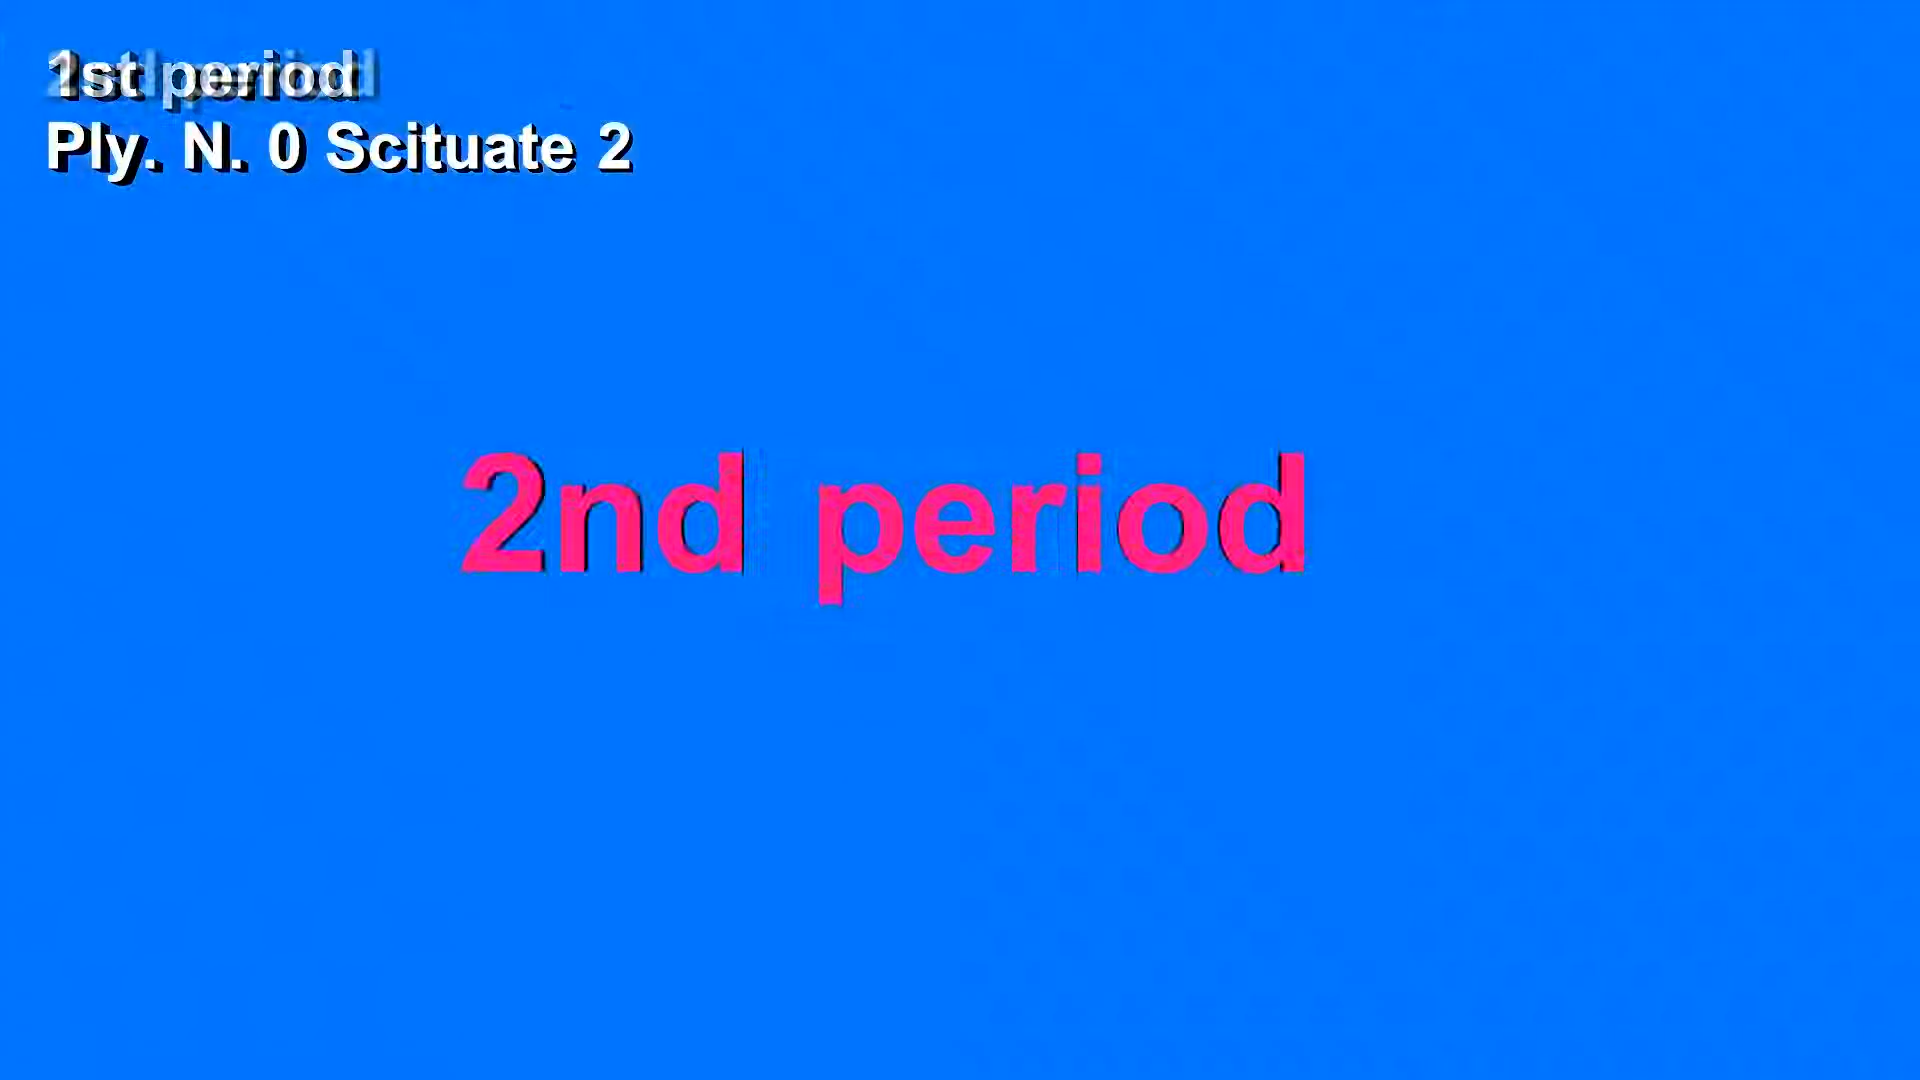 1st period
Ply. N. 0 Scituate 2
2nd period